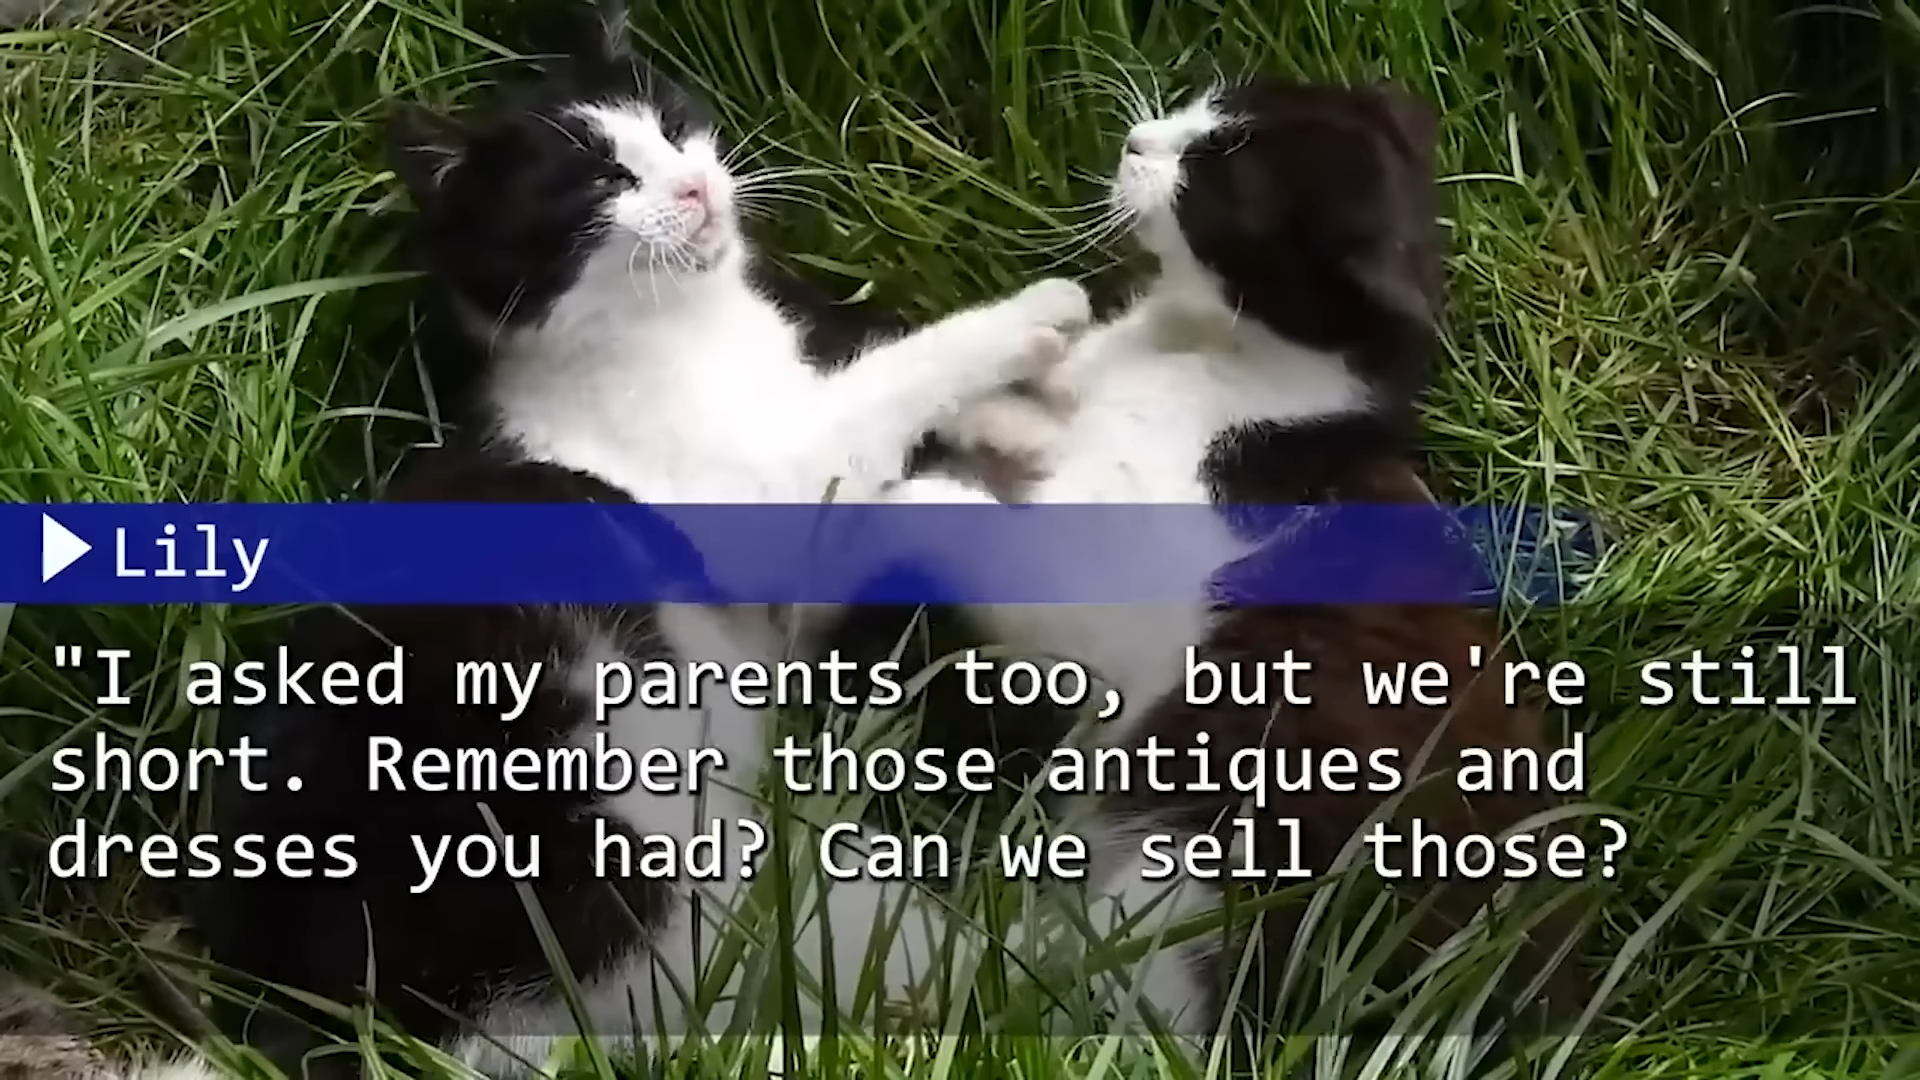 Lily
"I asked my parents too, but we're still
short. Remember those antiques and
dresses you had? Can we sell those?